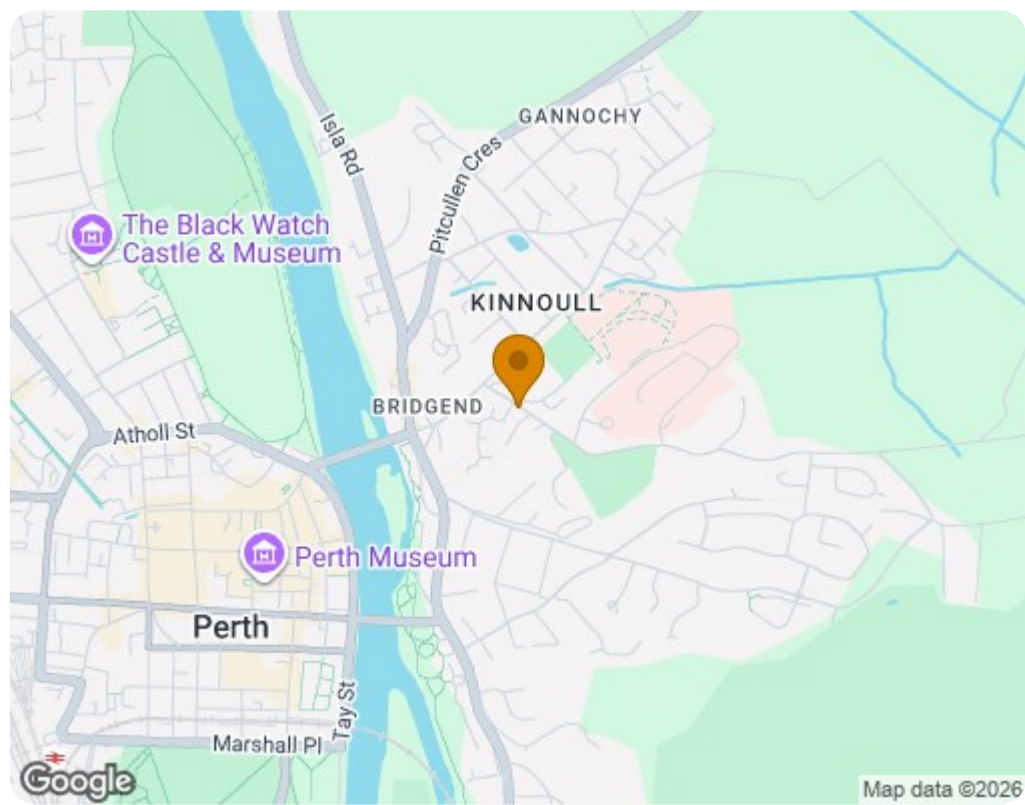 GANNOCHY
Isla Rd
Pitcullen Cres
The Black Watch
Castle & Museum
KINNOULL
BRIDGEND
Atholl St
Perth Museum
Perth
Tay St
Marshall Pl
Google
Map data ©2026